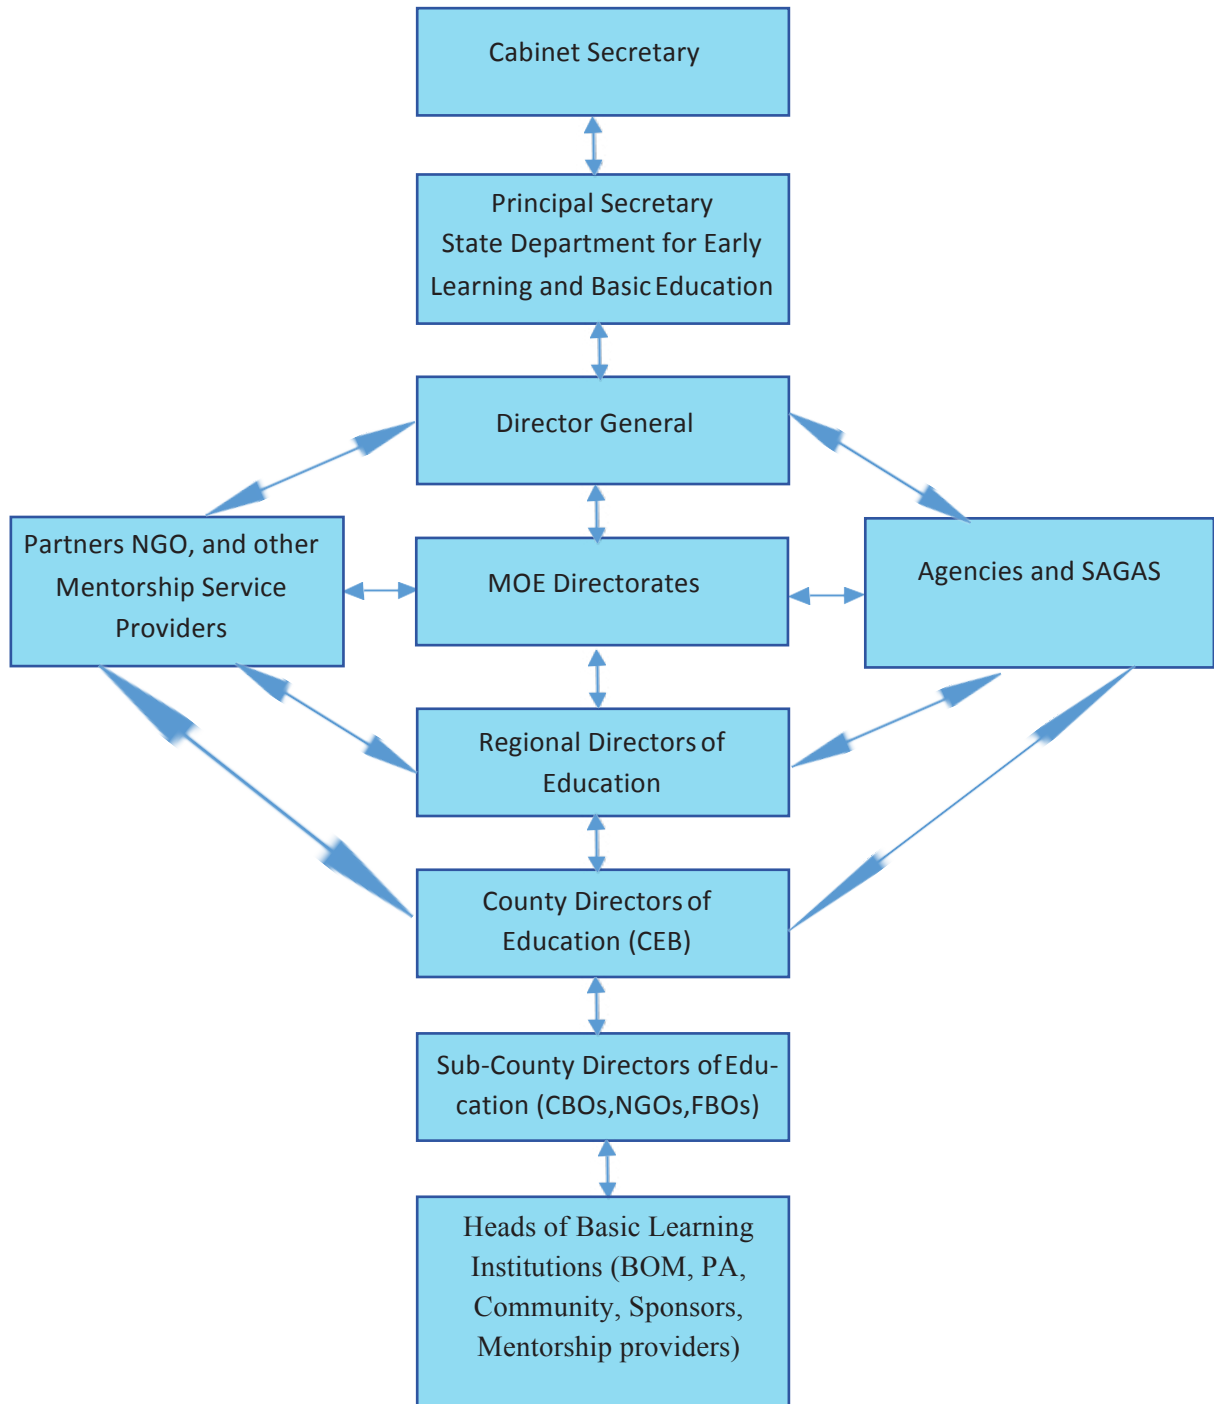 Cabinet Secretary
Principal Secretary
State Department for Early
Learning and Basic Education
Director General
Partners NGO, and other
Mentorship Service
Providers
MOE Directorates
Agencies and SAGAS
Regional Directors of
Education
County Directors of
Education (CEB)
Sub-County Directors of Edu-
cation (CBOs,NGOs,FBOs)
Heads of Basic Learning
Institutions (BOM, PA,
Community, Sponsors,
Mentorship providers)